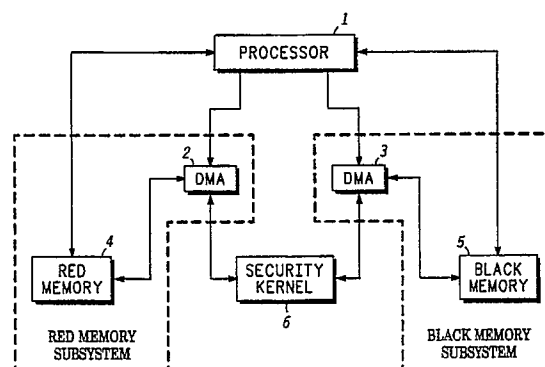 1
PROCESSOR
2
DMA
3
DMA
4
RED
MEMORY
SECURITY
KERNEL
6
5
BLACK
MEMORY
RED MEMORY
SUBSYSTEM
BLACK MEMORY
SUBSYSTEM